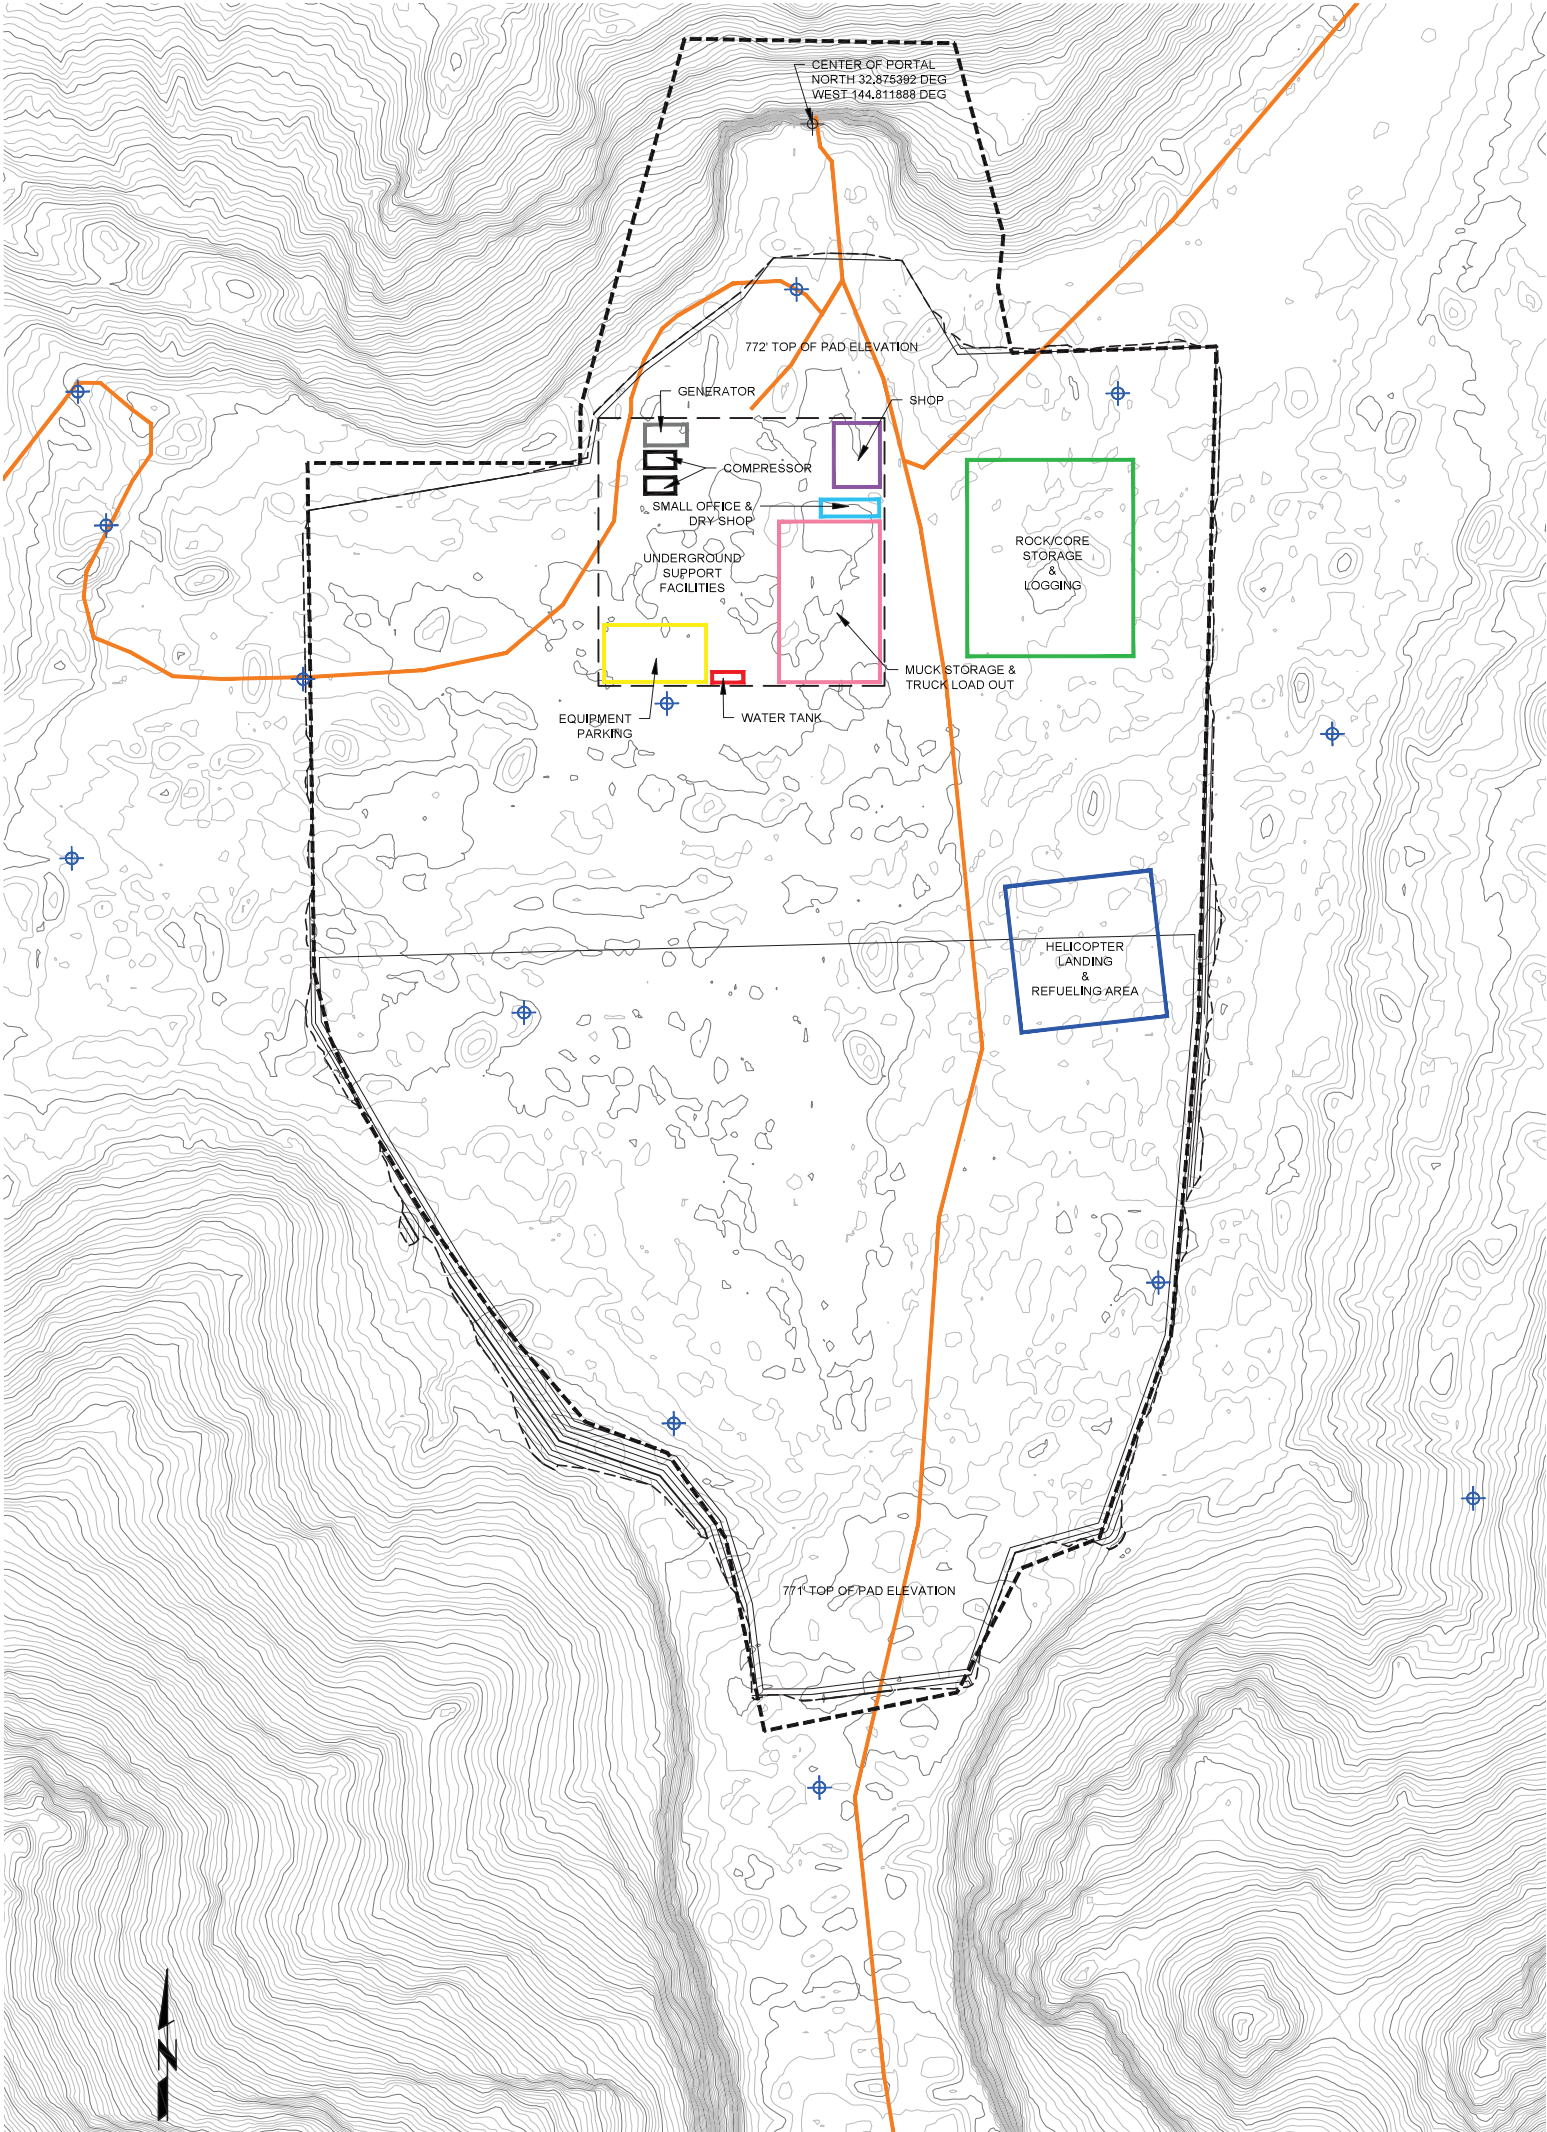 CENTER OF PORTAL
NORTH 32.875392 DEG
WEST 144.811888 DEG
772' TOP OF PAD ELEVATION
GENERATOR
SHOP
COMPRESSOR
SMALL OFFICE &
DRY SHOP
UNDERGROUND
SUPPORT
FACILITIES
ROCK/CORE
STORAGE
&
LOGGING
MUCK STORAGE &
TRUCK LOAD OUT
EQUIPMENT
PARKING
WATER TANK
HELICOPTER
LANDING
&
REFUELING AREA
771' TOP OF PAD ELEVATION
N